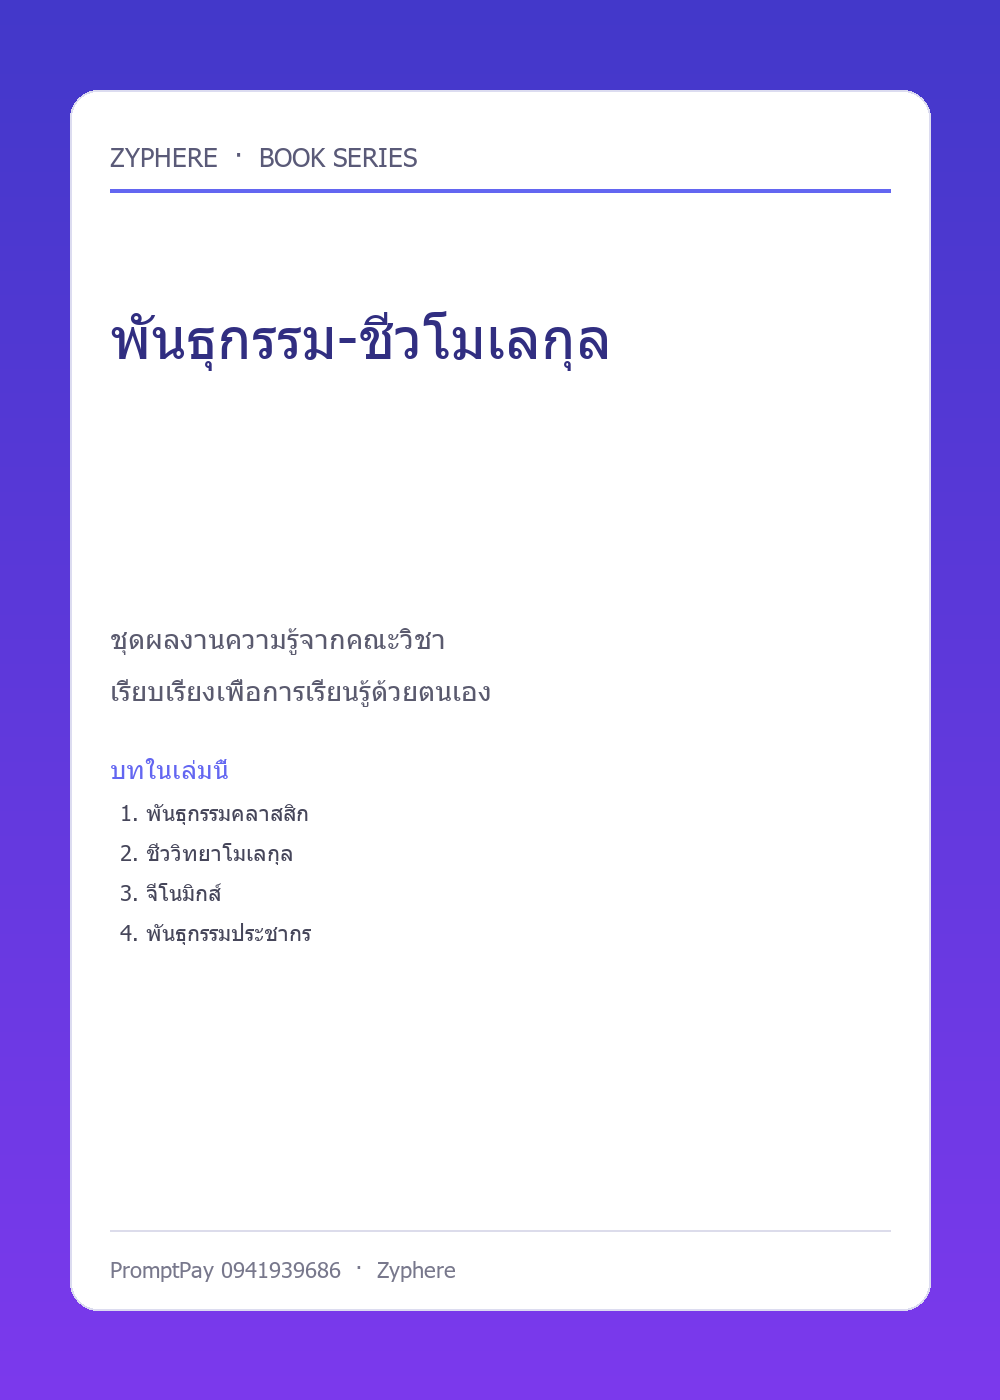 ZYPHERE · BOOK SERIES
พันธุกรรม-ชีวโมเลกุล
ชุดผลงานความรู้จากคณะวิชา
เรียบเรียงเพื่อการเรียนรู้ด้วยตนเอง
บทในเล่มนี้
1. พันธุกรรมคลาสสิก
2. ชีววิทยาโมเลกุล
3. จีโนมิกส์
4. พันธุกรรมประชากร
PromptPay 0941939686 · Zyphere